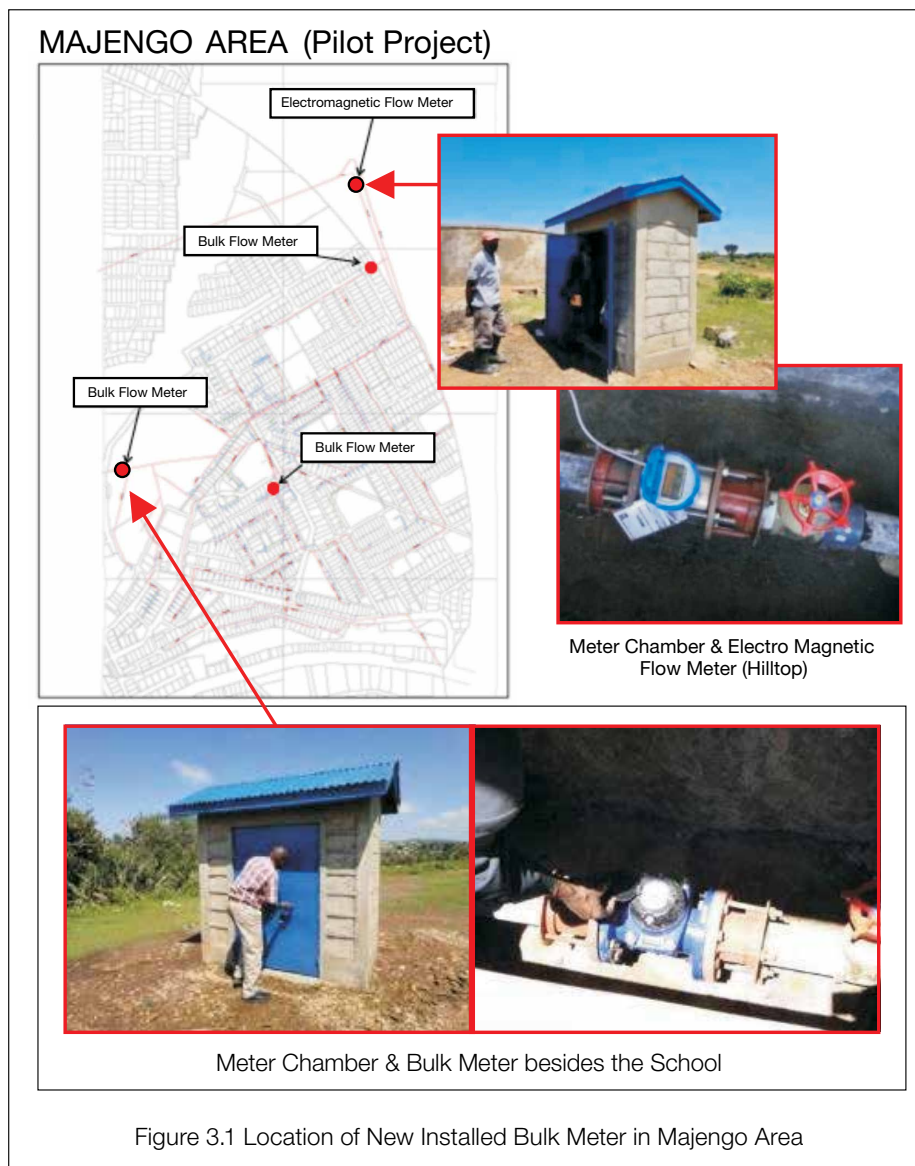 MAJENGO AREA (Pilot Project)
Electromagnetic Flow Meter
Bulk Flow Meter
Bulk Flow Meter
Bulk Flow Meter
Meter Chamber & Electro Magnetic
Flow Meter (Hilltop)
Meter Chamber & Bulk Meter besides the School
Figure 3.1 Location of New Installed Bulk Meter in Majengo Area